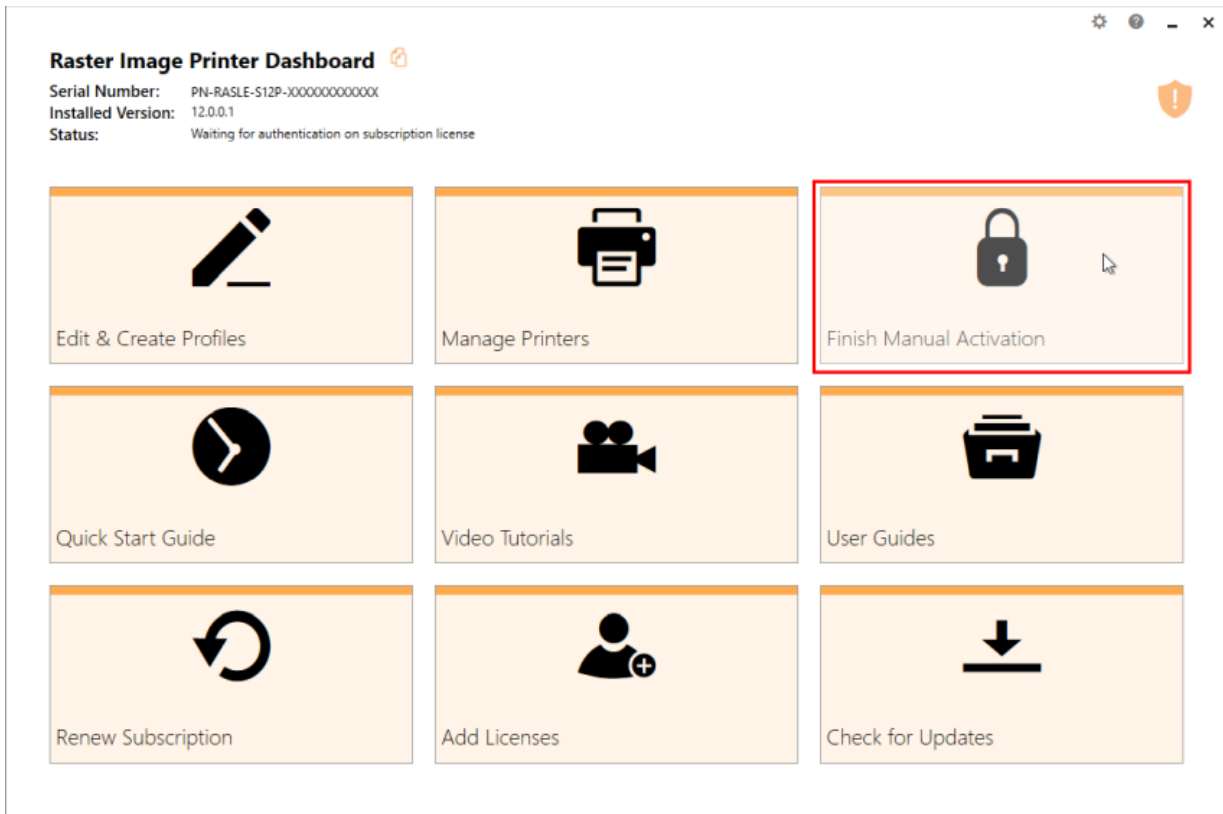 Raster Image Printer Dashboard
Serial Number: PN-RASLE-S12P-XXXXXXXXXXXX
Installed Version: 12.0.0.1
Status: Waiting for authentication on subscription license
Edit & Create Profiles
Manage Printers
Finish Manual Activation
Quick Start Guide
Video Tutorials
User Guides
Renew Subscription
Add Licenses
Check for Updates